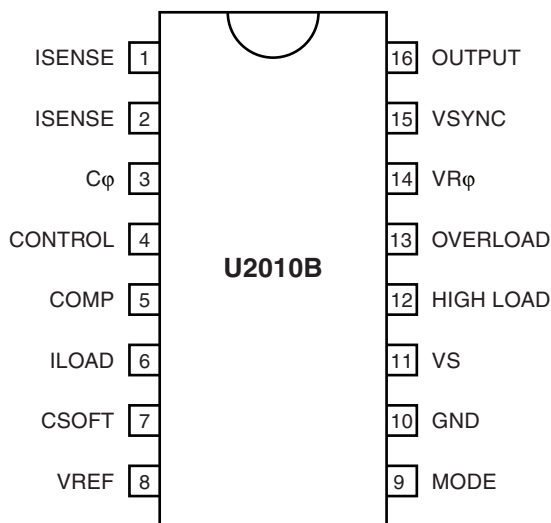 ISENSE 1 16 OUTPUT
ISENSE 2 15 VSYNC
Cφ 3 14 VRφ
CONTROL 4 13 OVERLOAD
U2010B
COMP 5 12 HIGH LOAD
ILOAD 6 11 VS
CSOFT 7 10 GND
VREF 8 9 MODE